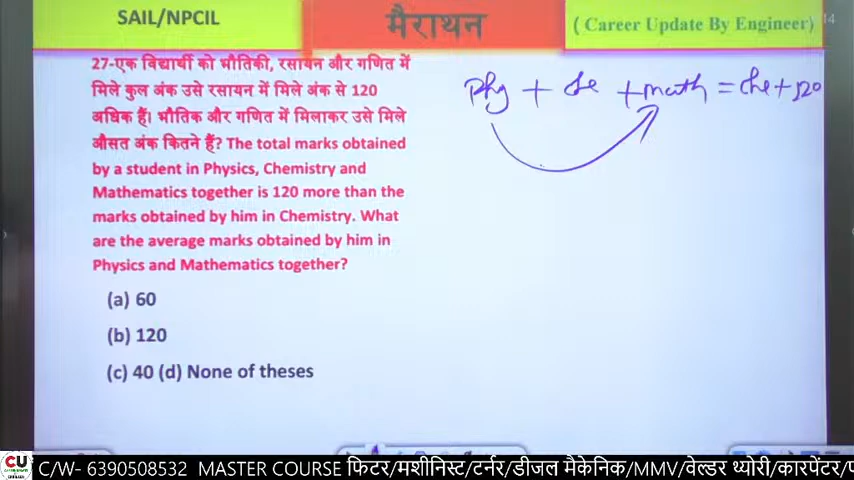 SAIL/NPCIL
मैराथन
( Career Update By Engineer)
14
27-एक विद्यार्थी को भौतिकी, रसायन और गणित में
मिले कुल अंक उसे रसायन में मिले अंक से 120
अधिक हैं। भौतिक और गणित में मिलाकर उसे मिले
औसत अंक कितने हैं? The total marks obtained
by a student in Physics, Chemistry and
Mathematics together is 120 more than the
marks obtained by him in Chemistry. What
are the average marks obtained by him in
Physics and Mathematics together?
(a) 60
(b) 120
(c) 40 (d) None of theses
Phy + che + math = che + 120
CU
C/W- 6390508532 MASTER COURSE फिटर/मशीनिस्ट/टर्नर/डीजल मैकेनिक/MMV/वेल्डर थ्योरी/कारपेंटर/